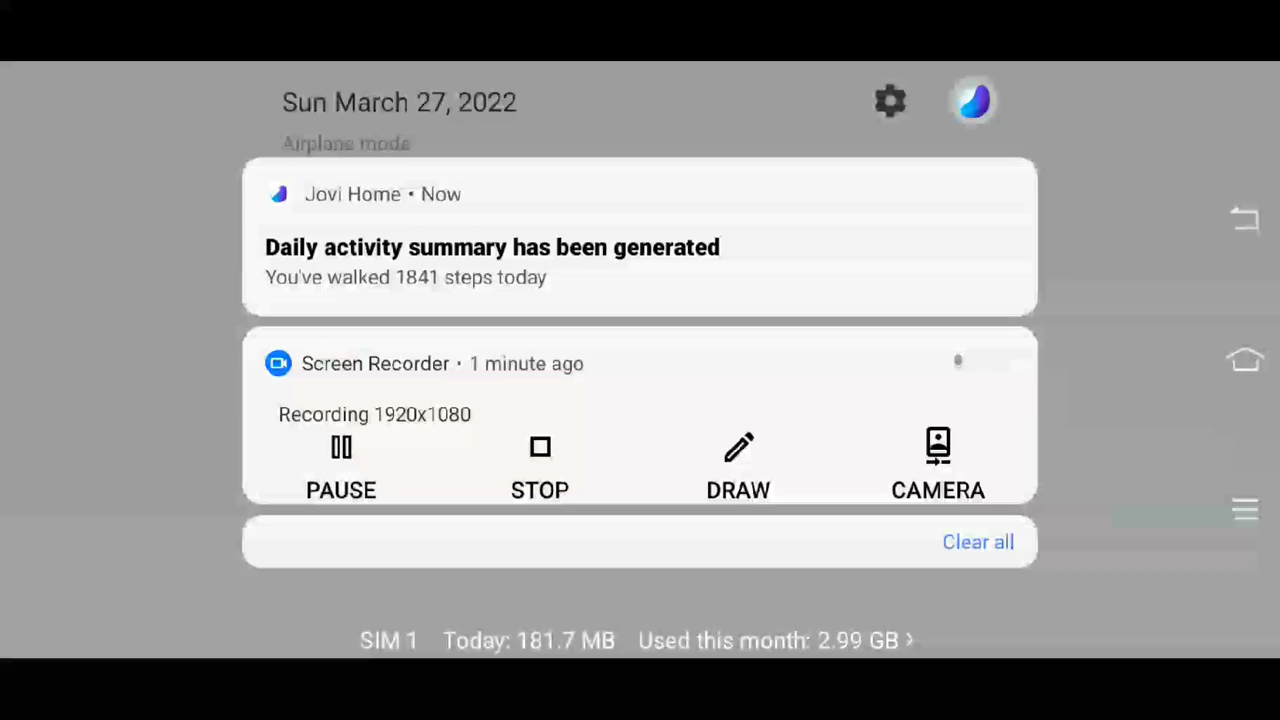 Sun March 27, 2022
Airplane mode
Jovi Home • Now
Daily activity summary has been generated
You've walked 1841 steps today
Screen Recorder • 1 minute ago
Recording 1920x1080
PAUSE STOP DRAW CAMERA
Clear all
SIM 1 Today: 181.7 MB Used this month: 2.99 GB ›